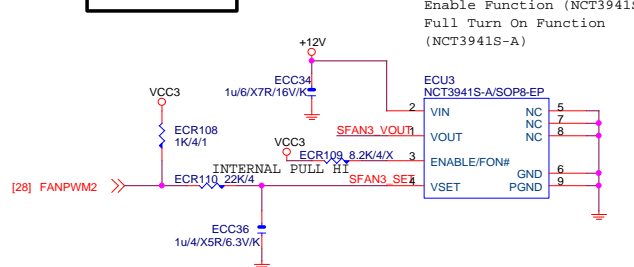 Enable Function (NCT3941S
Full Turn On Function
(NCT3941S-A)
+12V
ECC34
1u/6/X7R/16V/K
ECU3
NCT3941S-A/SOP8-EP
VCC3
ECR108
1K/4/1
2 VIN NC 5
NC 7
SFAN3_VOUT 1 VOUT NC 8
VCC3
ECR109 8.2K/4/X 3 ENABLE/FON#
INTERNAL PULL HI
GND 6
[28] FANPWM2 ECR110 22K/4 SFAN3_SET 4 VSET PGND 9
ECC36
1u/4/X5R/6.3V/K